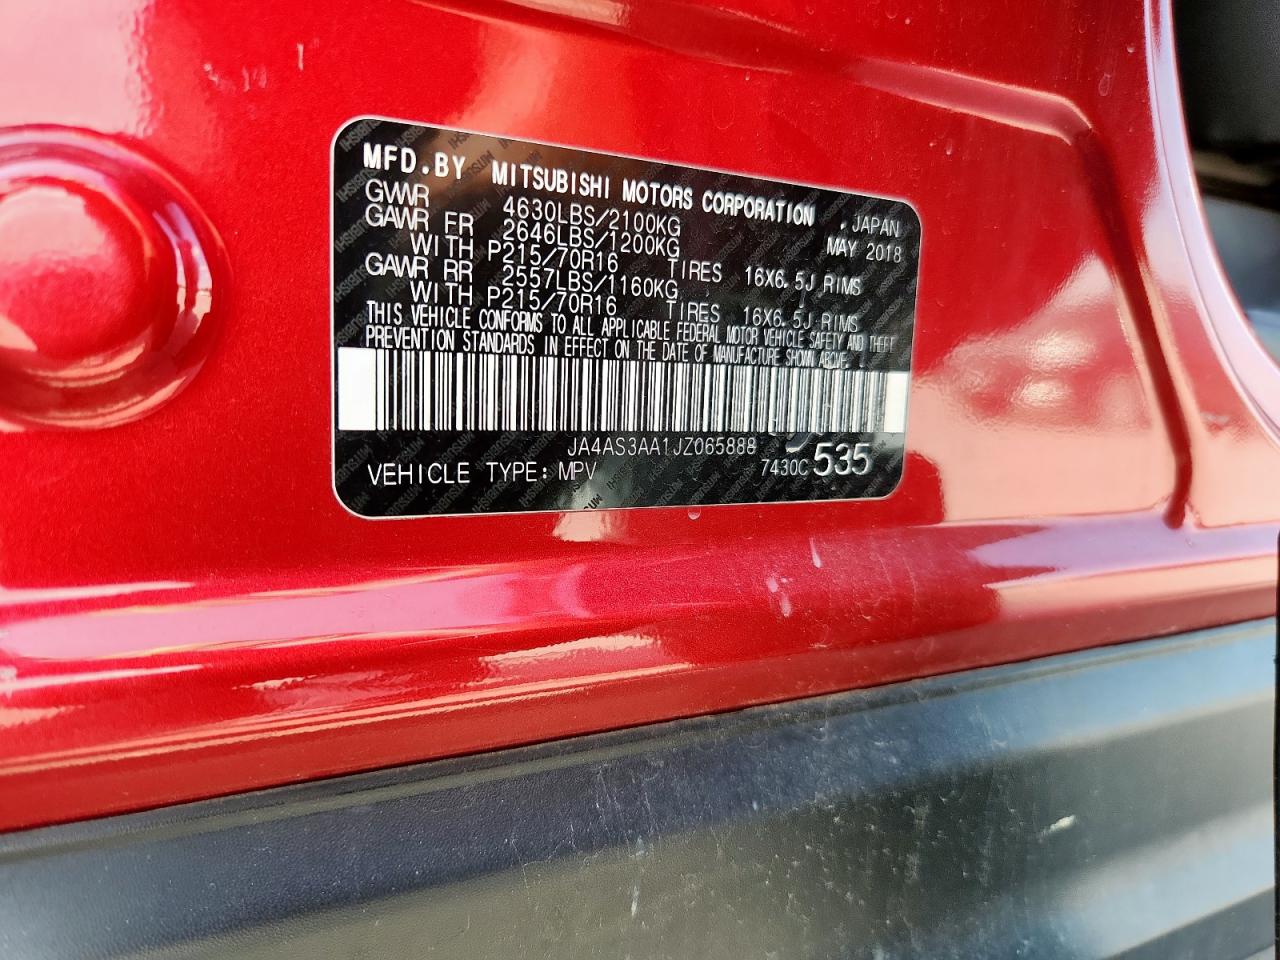 MFD.BY MITSUBISHI MOTORS CORPORATION , JAPAN
GVWR 4630LBS/2100KG MAY 2018
GAWR FR 2646LBS/1200KG
WITH P215/70R16 TIRES 16X6.5J RIMS
GAWR RR 2557LBS/1160KG
WITH P215/70R16 TIRES 16X6.5J RIMS
THIS VEHICLE CONFORMS TO ALL APPLICABLE FEDERAL MOTOR VEHICLE SAFETY AND THEFT
PREVENTION STANDARDS IN EFFECT ON THE DATE OF MANUFACTURE SHOWN ABOVE.
JA4AS3AA1JZ065888
VEHICLE TYPE: MPV 7430C 535